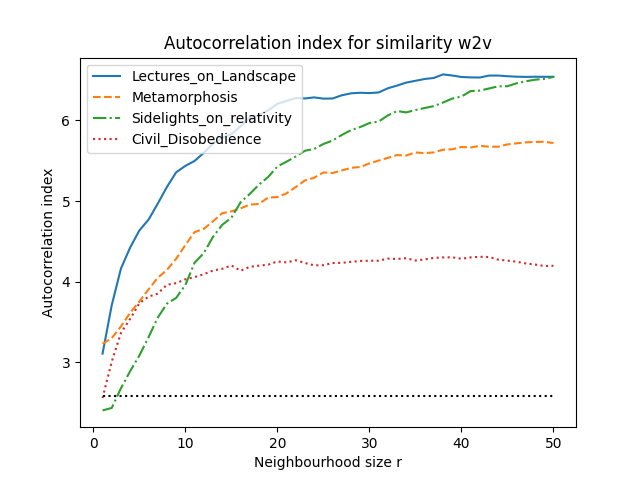 Autocorrelation index for similarity w2v
Lectures_on_Landscape
Metamorphosis
Sidelights_on_relativity
Civil_Disobedience
Autocorrelation index
6
5
4
3
0 10 20 30 40 50
Neighbourhood size r